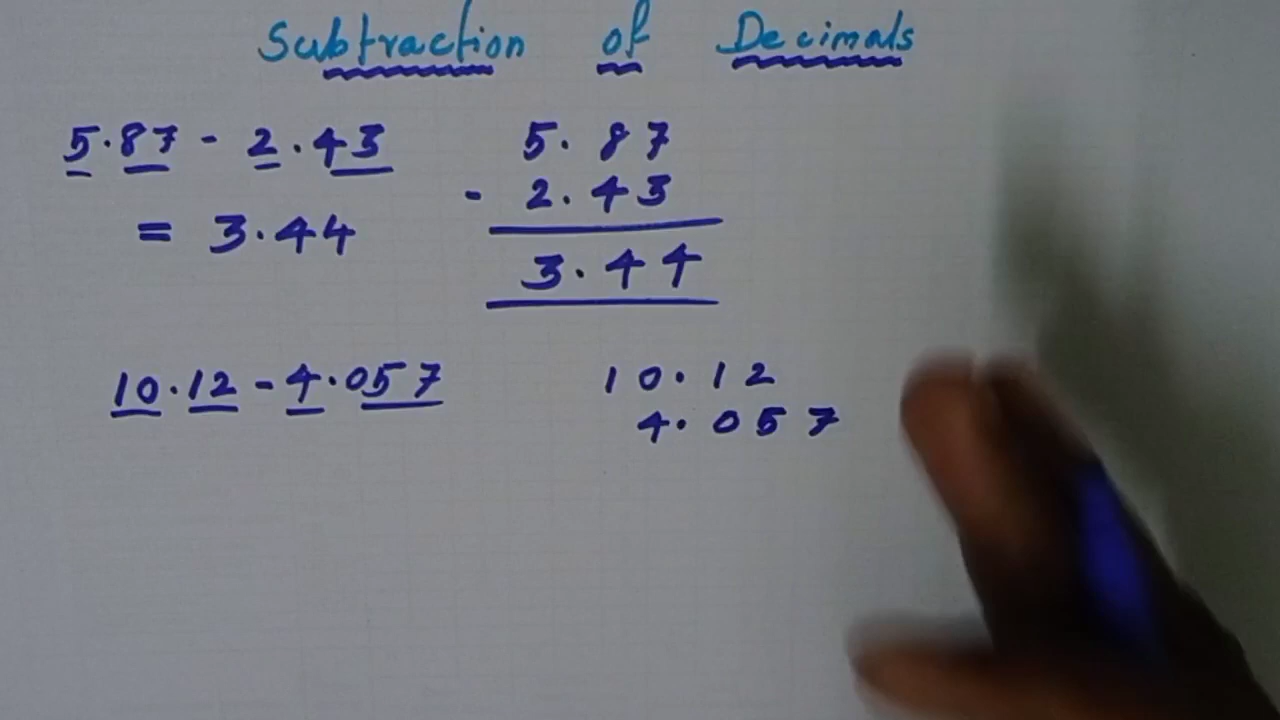 Subtraction of Decimals
5.87 - 2.43
= 3.44
5.87
- 2.43
3.44
10.12 - 4.057
10.12
4.057